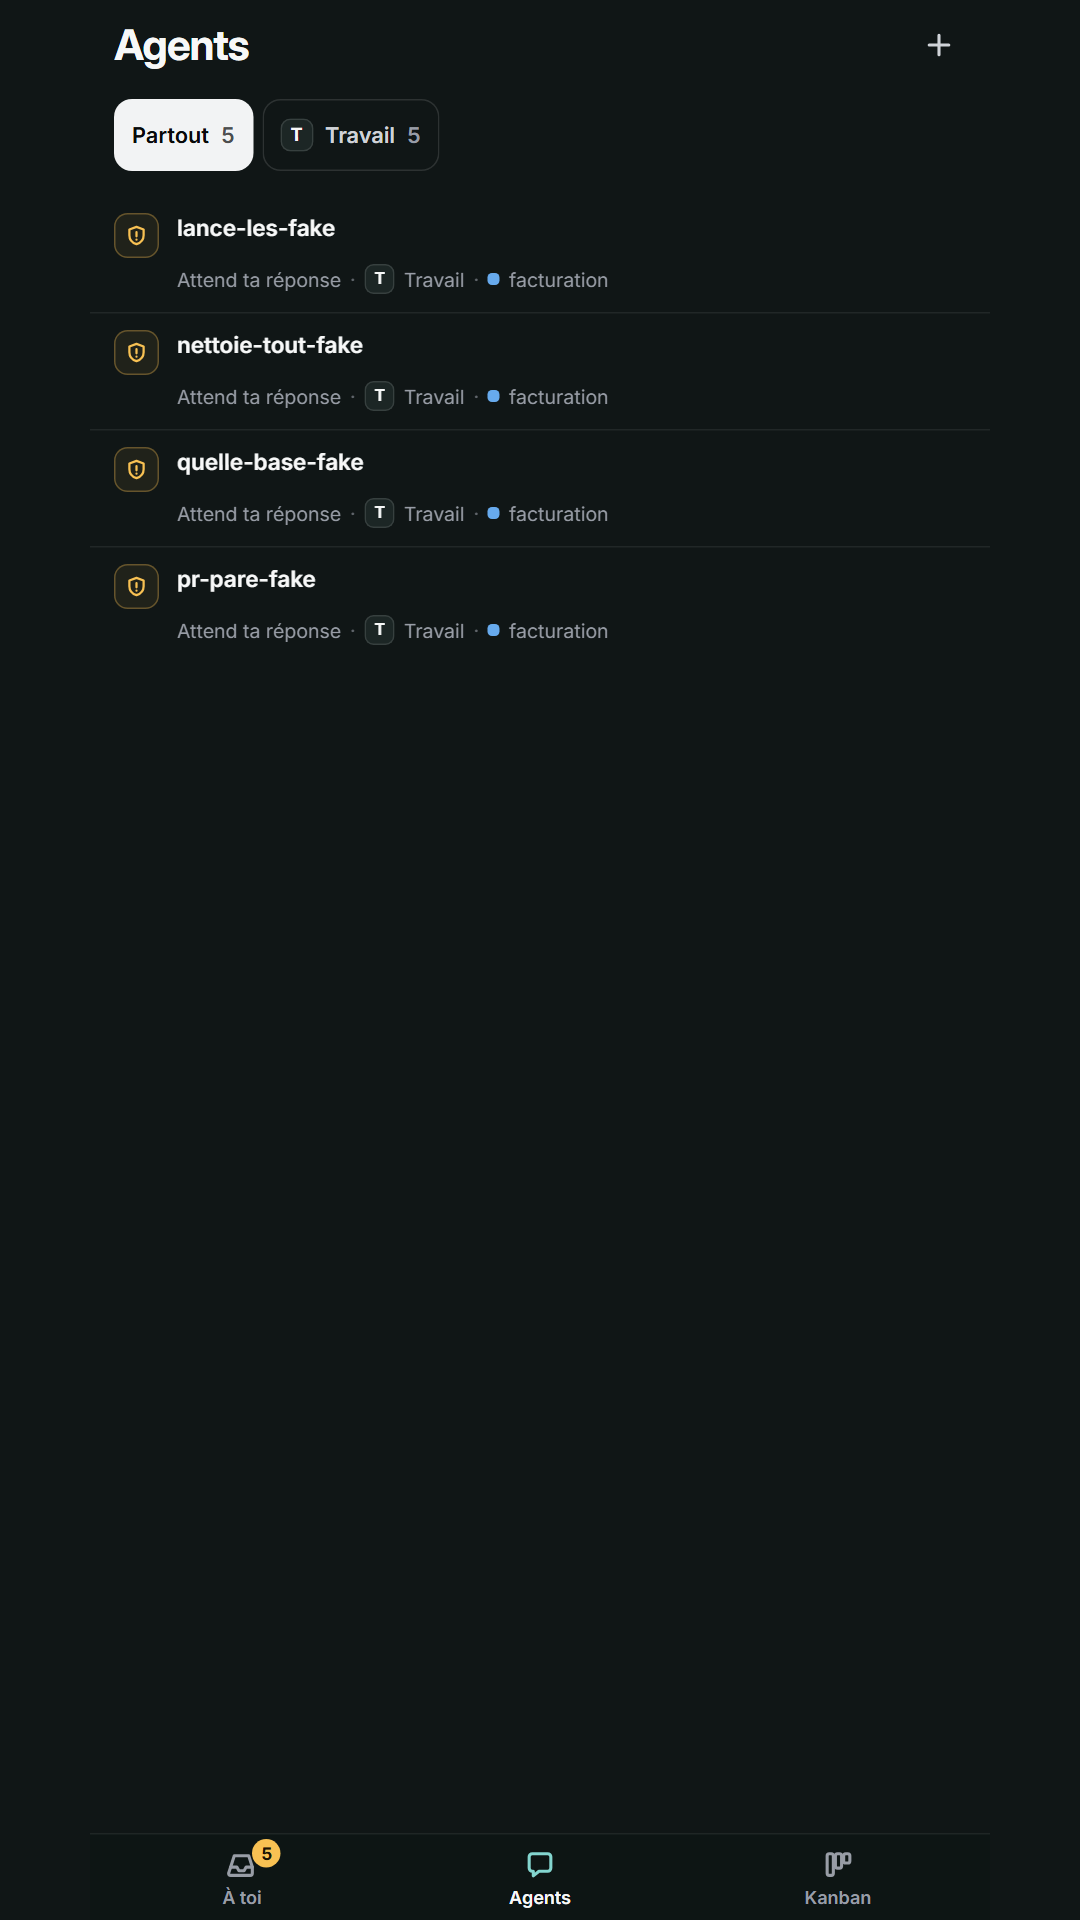 Agents
Partout 5
T Travail 5
lance-les-fake
Attend ta réponse · T Travail · facturation
nettoie-tout-fake
Attend ta réponse · T Travail · facturation
quelle-base-fake
Attend ta réponse · T Travail · facturation
pr-pare-fake
Attend ta réponse · T Travail · facturation
5
À toi
Agents
Kanban